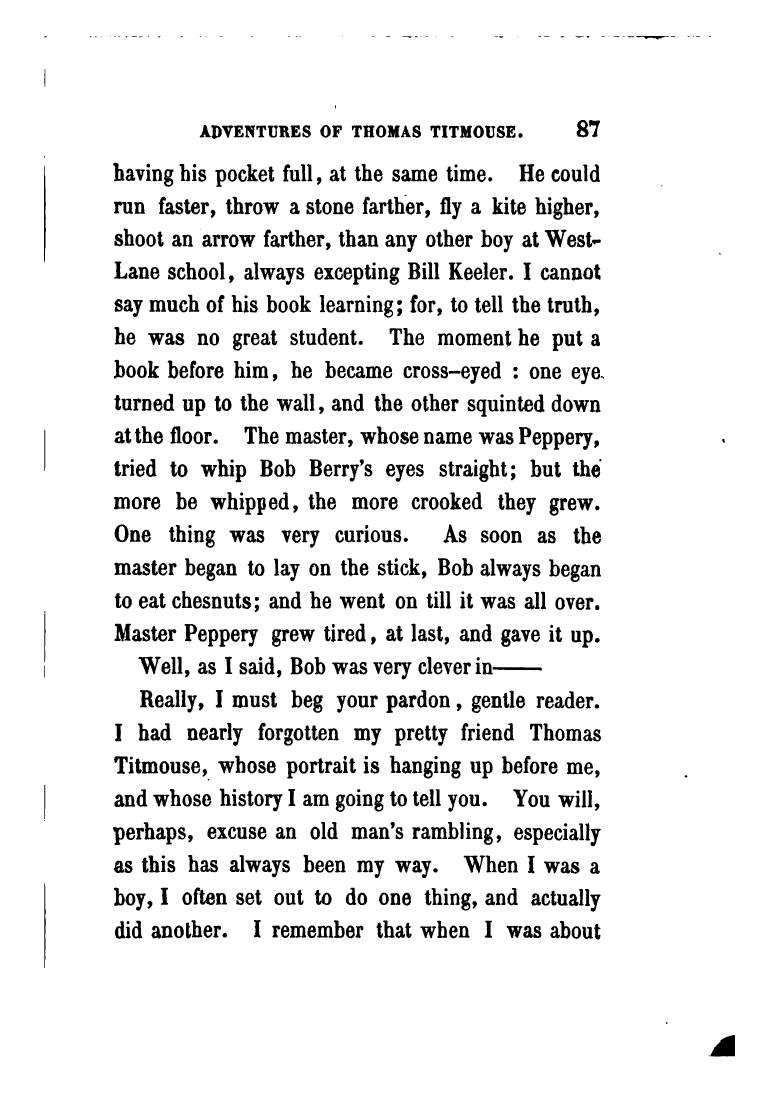 ADVENTURES OF THOMAS TITMOUSE. 87
having his pocket full, at the same time. He could
run faster, throw a stone farther, fly a kite higher,
shoot an arrow farther, than any other boy at West-
Lane school, always excepting Bill Keeler. I cannot
say much of his book learning; for, to tell the truth,
he was no great student. The moment he put a
book before him, he became cross-eyed : one eye
turned up to the wall, and the other squinted down
at the floor. The master, whose name was Peppery,
tried to whip Bob Berry's eyes straight; but the
more be whipped, the more crooked they grew.
One thing was very curious. As soon as the
master began to lay on the stick, Bob always began
to eat chesnuts; and he went on till it was all over.
Master Peppery grew tired, at last, and gave it up.
Well, as I said, Bob was very clever in——
Really, I must beg your pardon, gentle reader.
I had nearly forgotten my pretty friend Thomas
Titmouse, whose portrait is hanging up before me,
and whose history I am going to tell you. You will,
perhaps, excuse an old man's rambling, especially
as this has always been my way. When I was a
boy, I often set out to do one thing, and actually
did another. I remember that when I was about